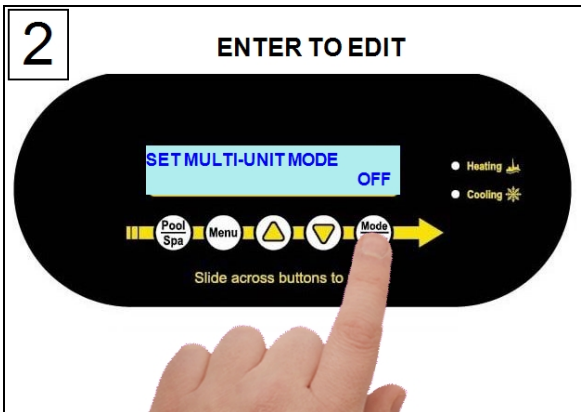 2
ENTER TO EDIT
SET MULTI-UNIT MODE
OFF
Heating
Cooling
Pool
Spa
Menu
Mode
Slide across buttons to